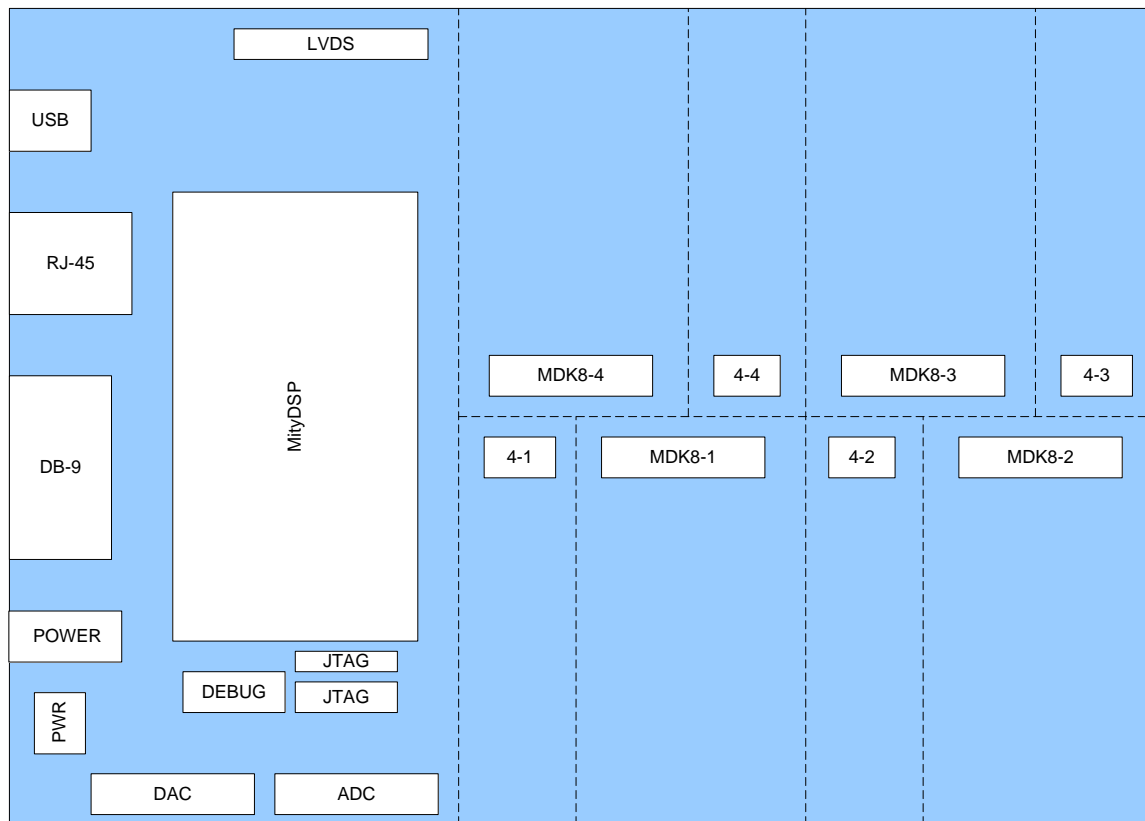 LVDS
USB
RJ-45
MityDSP
MDK8-4
4-4
MDK8-3
4-3
DB-9
4-1
MDK8-1
4-2
MDK8-2
POWER
JTAG
DEBUG
JTAG
PWR
DAC
ADC